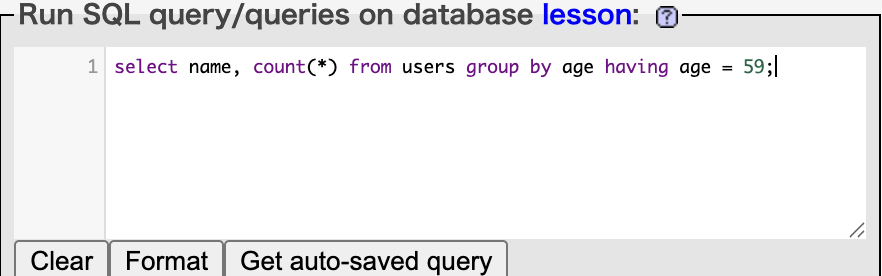 Run SQL query/queries on database lesson:
1 select name, count(*) from users group by age having age = 59;
Clear Format Get auto-saved query